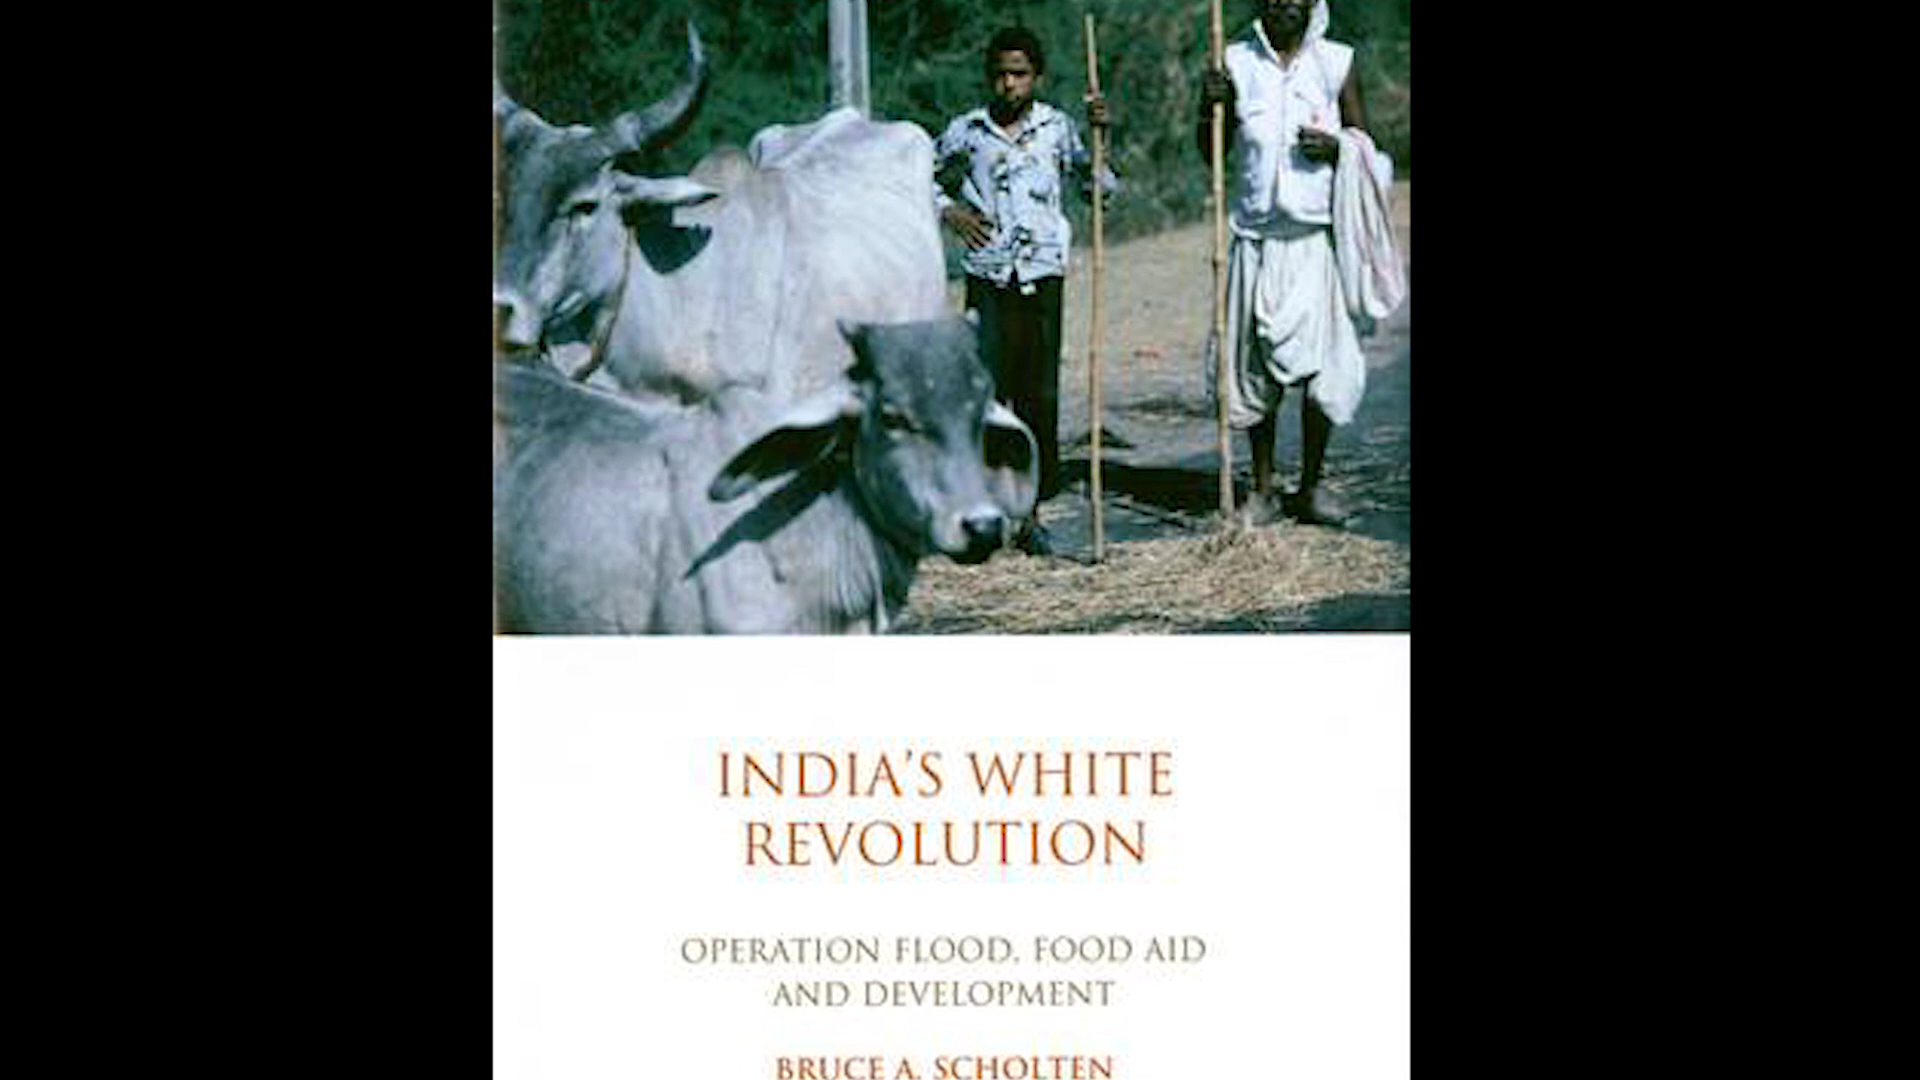 INDIA'S WHITE
REVOLUTION
OPERATION FLOOD, FOOD AID
AND DEVELOPMENT
BRUCE A. SCHOLTEN